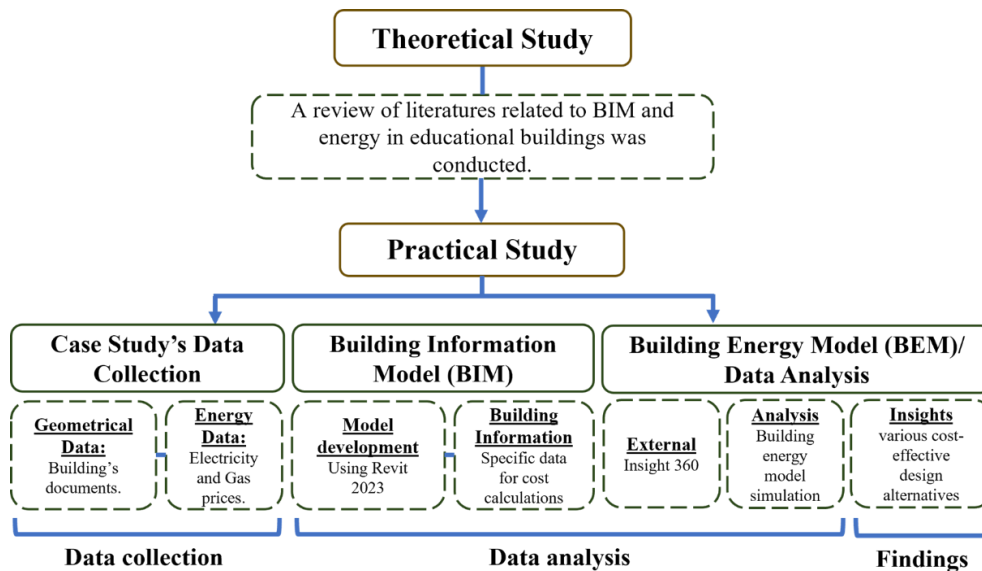 Theoretical Study
A review of literatures related to BIM and
energy in educational buildings was
conducted.
Practical Study
Case Study's Data
Collection
Building Information
Model (BIM)
Building Energy Model (BEM)/
Data Analysis
Geometrical
Data:
Building's
documents.
Energy
Data:
Electricity
and Gas
prices.
Model
development
Using Revit
2023
Building
Information
Specific data
for cost
calculations
External
Insight 360
Analysis
Building
energy
model
simulation
Insights
various cost-
effective
design
alternatives
Data collection
Data analysis
Findings